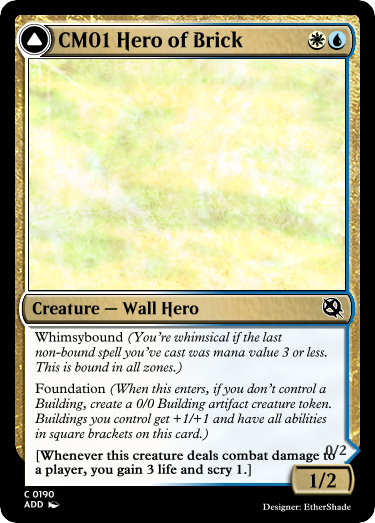 CM01 Hero of Brick
Creature — Wall Hero
Whimsybound (You're whimsical if the last
non-bound spell you've cast was mana value 3 or less.
This is bound in all zones.)
Foundation (When this enters, if you don't control a
Building, create a 0/0 Building artifact creature token.
Buildings you control get +1/+1 and have all abilities
in square brackets on this card.)
[Whenever this creature deals combat damage to
a player, you gain 3 life and scry 1.]
0/2
1/2
C 0190
ADD
Designer: EtherShade